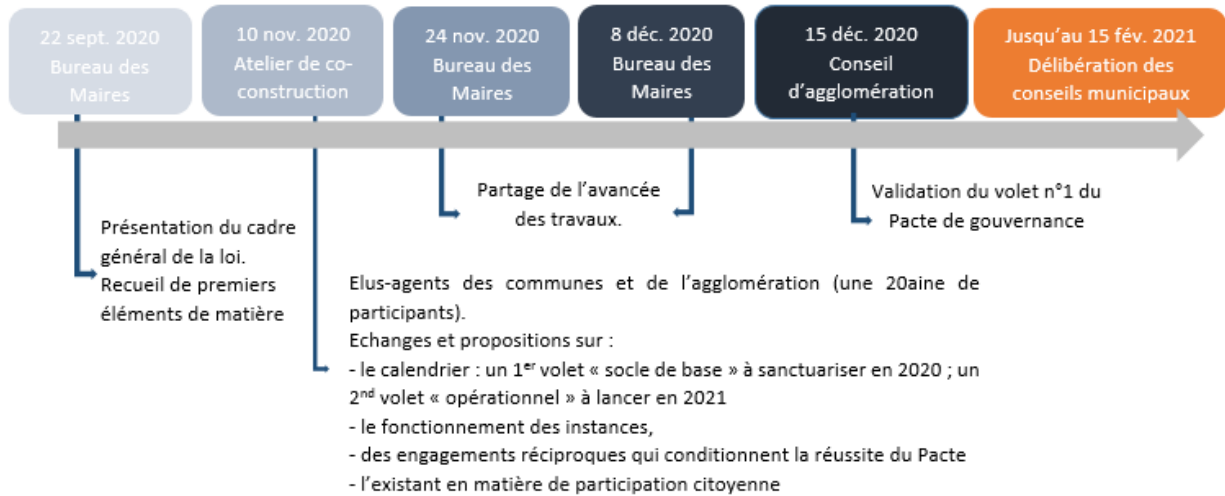 22 sept. 2020
Bureau des
Maires
10 nov. 2020
Atelier de co-
construction
24 nov. 2020
Bureau des
Maires
8 déc. 2020
Bureau des
Maires
15 déc. 2020
Conseil
d’agglomération
Jusqu’au 15 fév. 2021
Délibération des
conseils municipaux
Présentation du cadre
général de la loi.
Recueil de premiers
éléments de matière
Partage de l’avancée
des travaux.
Validation du volet n°1 du
Pacte de gouvernance
Elus-agents des communes et de l’agglomération (une 20aine de
participants).
Echanges et propositions sur :
- le calendrier : un 1er volet « socle de base » à sanctuariser en 2020 ; un
2nd volet « opérationnel » à lancer en 2021
- le fonctionnement des instances,
- des engagements réciproques qui conditionnent la réussite du Pacte
- l’existant en matière de participation citoyenne